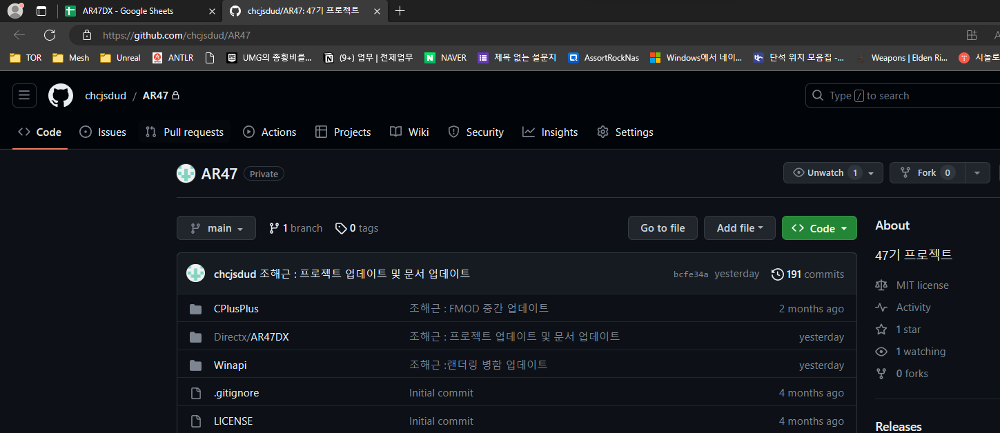 AR47DX - Google Sheets
chcjsdud/AR47: 47기 프로젝트
https://github.com/chcjsdud/AR47
TOR Mesh Unreal ANTLR UMG의 종횡비를... (9+) 업무 | 전체업무 NAVER 제목 없는 설문지 AssortRockNas Windows에서 네이... 단석 위치 모음집 -... Weapons | Elden Ri... 시놀로
chcjsdud / AR47
Type / to search
Code Issues Pull requests Actions Projects Wiki Security Insights Settings
AR47 Private
Unwatch 1 Fork 0
main 1 branch 0 tags
Go to file Add file Code
About
47기 프로젝트
chcjsdud 조해근 : 프로젝트 업데이트 및 문서 업데이트 bcfe34a yesterday 191 commits
MIT license
CPlusPlus 조해근 : FMOD 중간 업데이트 2 months ago
Activity
1 star
Directx/AR47DX 조해근 : 프로젝트 업데이트 및 문서 업데이트 yesterday
1 watching
Winapi 조해근 :랜더링 병함 업데이트 yesterday
0 forks
.gitignore Initial commit 4 months ago
LICENSE Initial commit 4 months ago
Releases